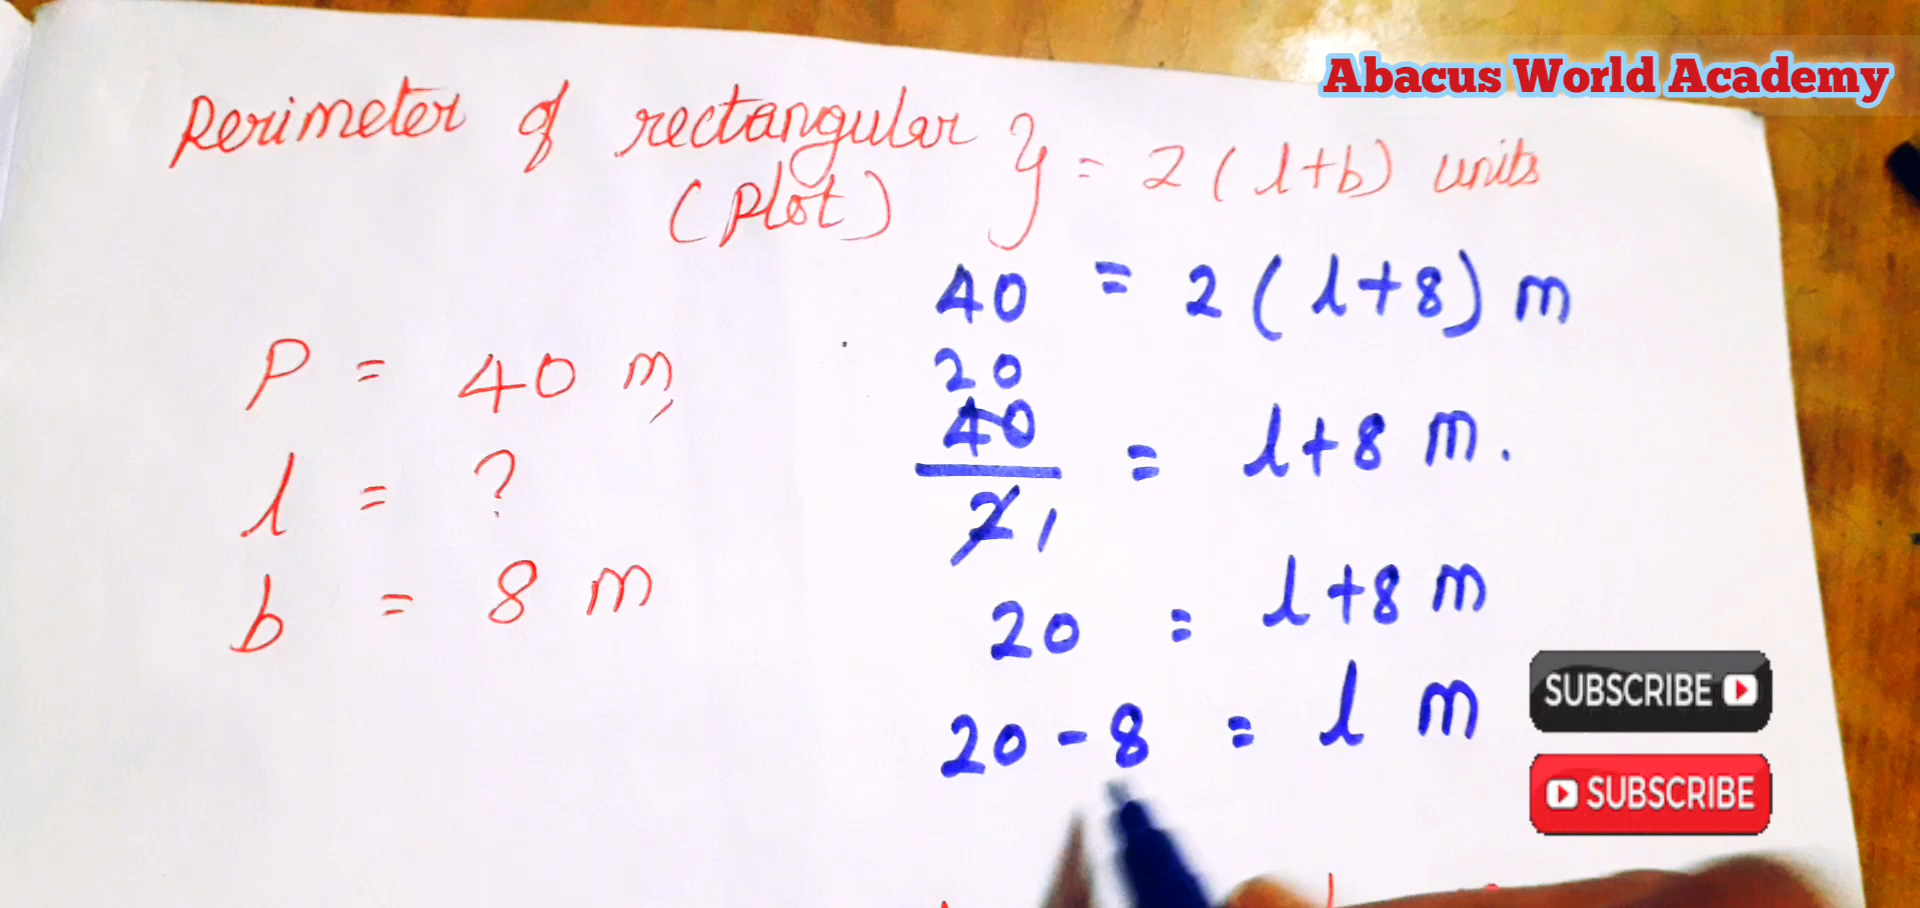 Abacus World Academy
Perimeter of rectangular } = 2 ( l+b) units
(plot)
P = 40 m,
l = ?
b = 8 m
40 = 2 ( l+8) m
20
40
2 1
= l+8 m.
20 = l+8 m
20-8 = l m
SUBSCRIBE
SUBSCRIBE